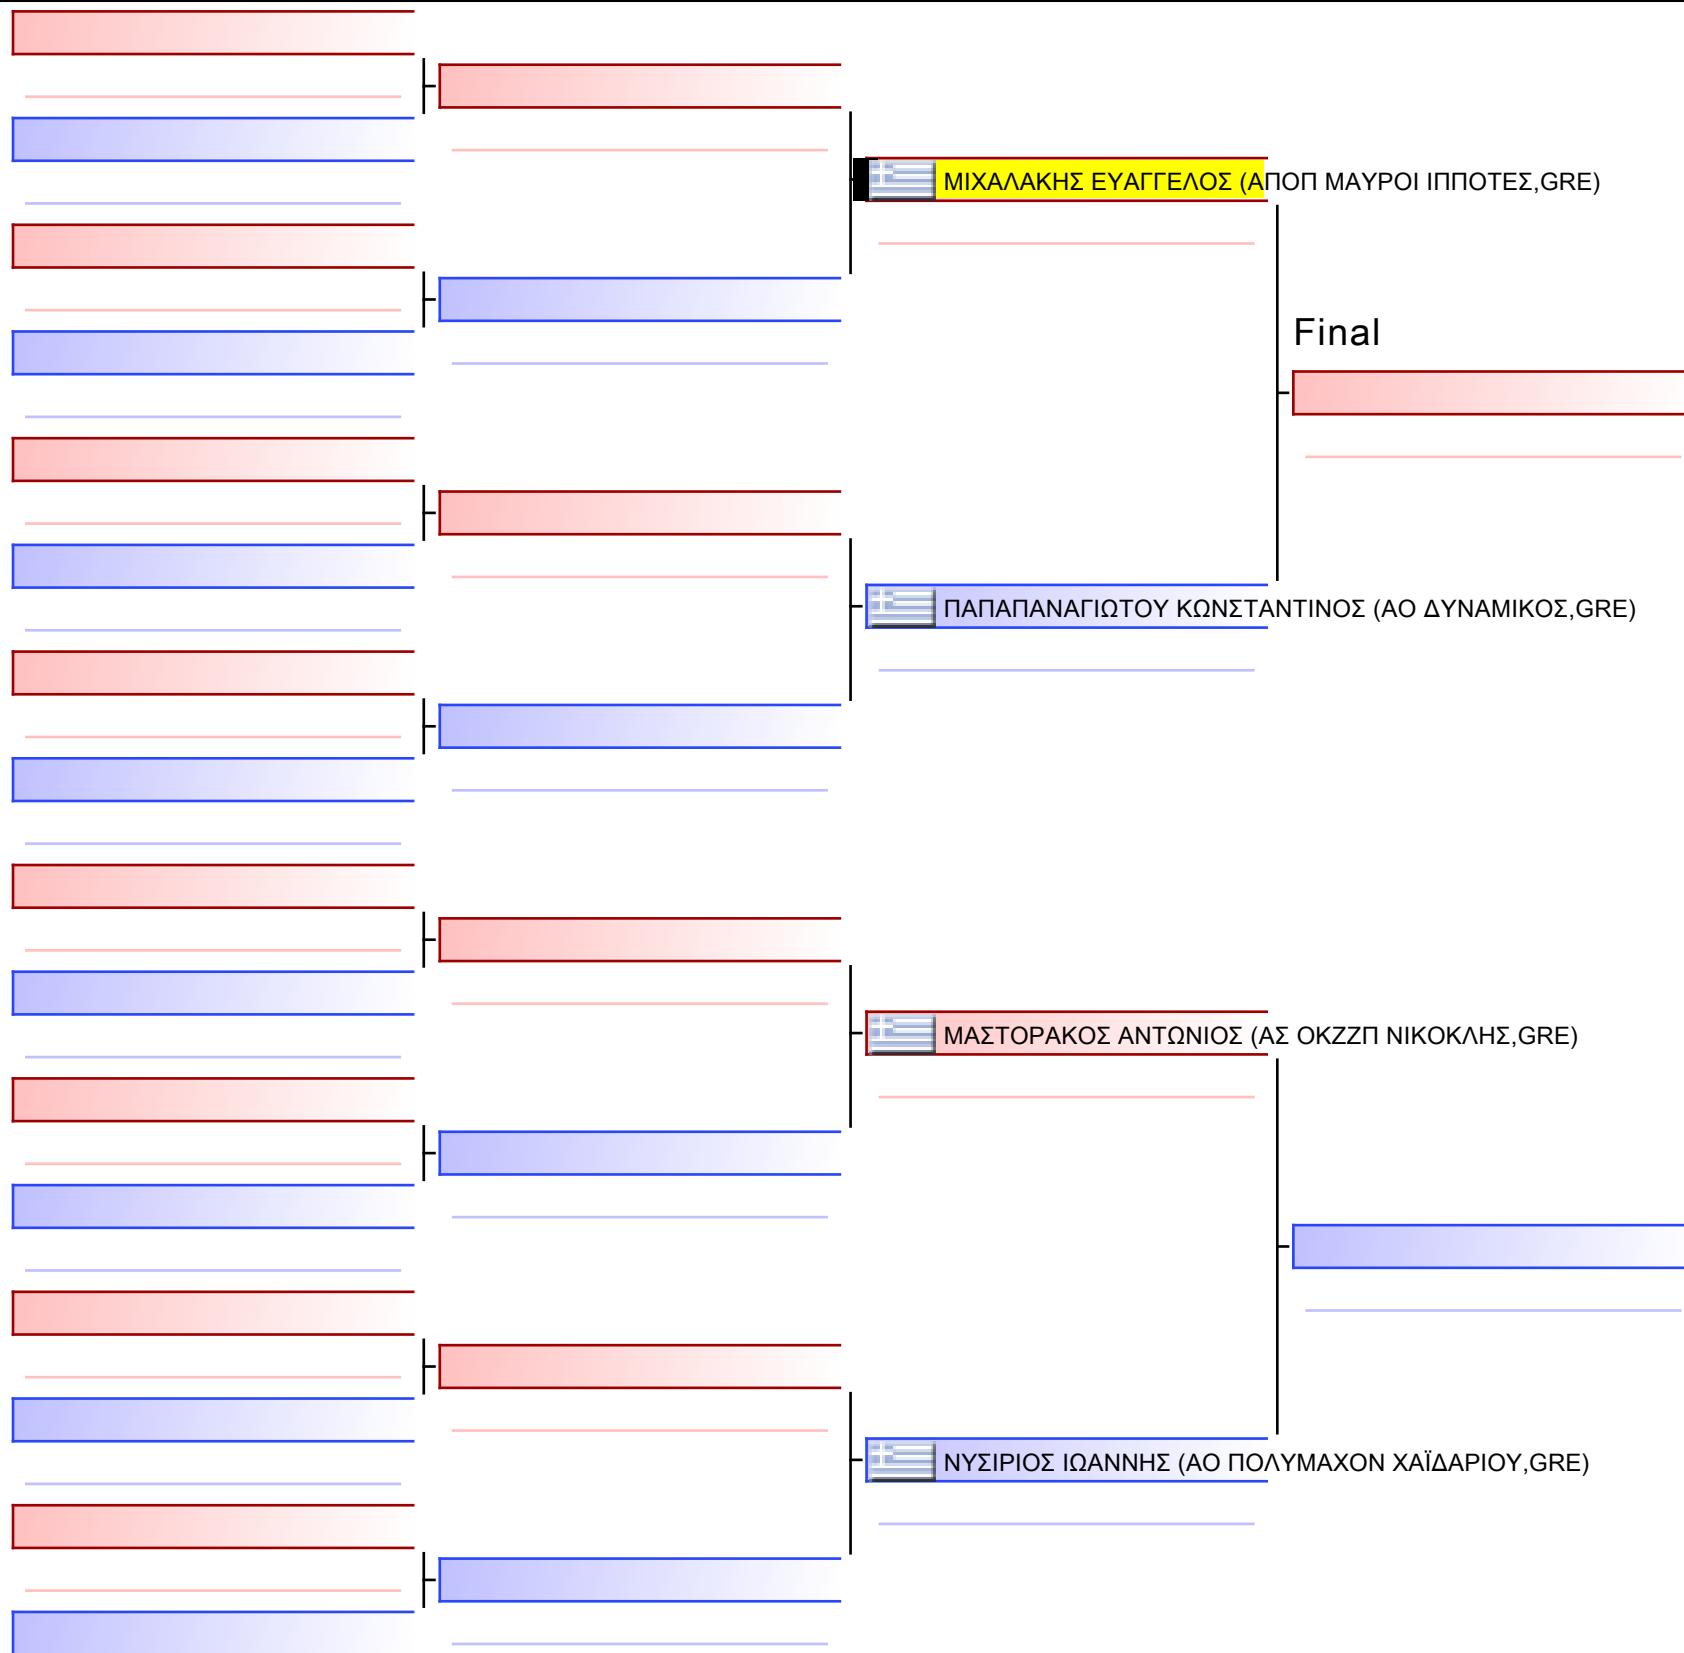 ΜΙΧΑΛΑΚΗΣ ΕΥΑΓΓΕΛΟΣ (ΑΠΟΠ ΜΑΥΡΟΙ ΙΠΠΟΤΕΣ,GRE)
Final
ΠΑΠΑΠΑΝΑΓΙΩΤΟΥ ΚΩΝΣΤΑΝΤΙΝΟΣ (ΑΟ ΔΥΝΑΜΙΚΟΣ,GRE)
ΜΑΣΤΟΡΑΚΟΣ ΑΝΤΩΝΙΟΣ (ΑΣ ΟΚΖΖΠ ΝΙΚΟΚΛΗΣ,GRE)
ΝΥΣΙΡΙΟΣ ΙΩΑΝΝΗΣ (ΑΟ ΠΟΛΥΜΑΧΟΝ ΧΑΪΔΑΡΙΟΥ,GRE)